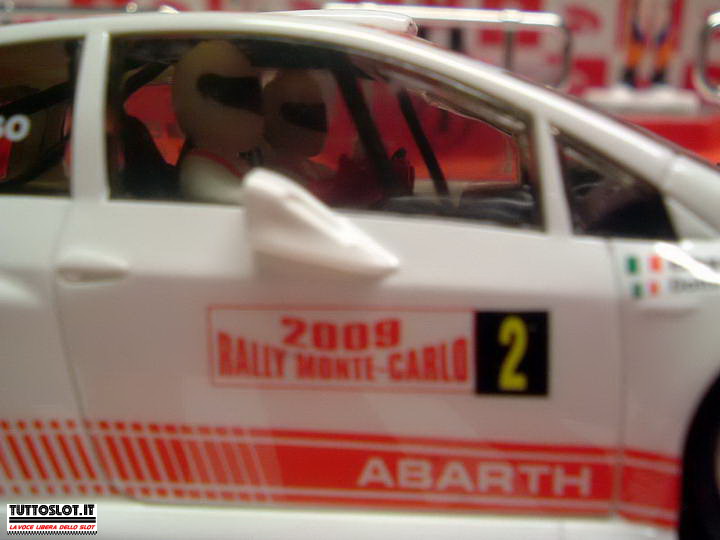 2009
RALLY MONTE-CARLO
2
ABARTH
TUTTOSLOT.IT
LA VOCE LIBERA DELLO SLOT